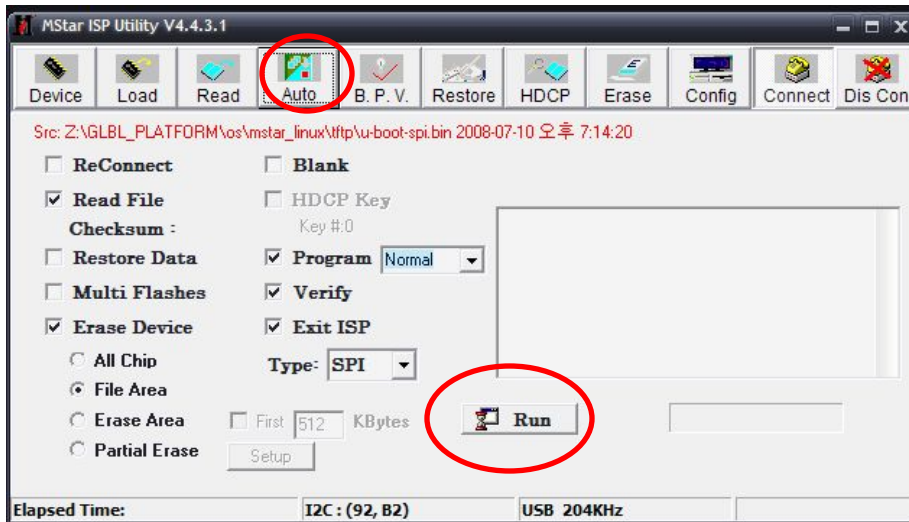 MStar ISP Utility V4.4.3.1
Device Load Read Auto B. P. V. Restore HDCP Erase Config Connect Dis Con
Src: Z:\GLBL_PLATFORM\os\mstar_linux\tftp\u-boot-spi.bin 2008-07-10 오후 7:14:20
ReConnect Blank
Read File HDCP Key
Checksum : Key #:0
Restore Data Program Normal
Multi Flashes Verify
Erase Device Exit ISP
All Chip Type: SPI
File Area
Erase Area First 512 KBytes Run
Partial Erase Setup
Elapsed Time: I2C : (92, B2) USB 204KHz